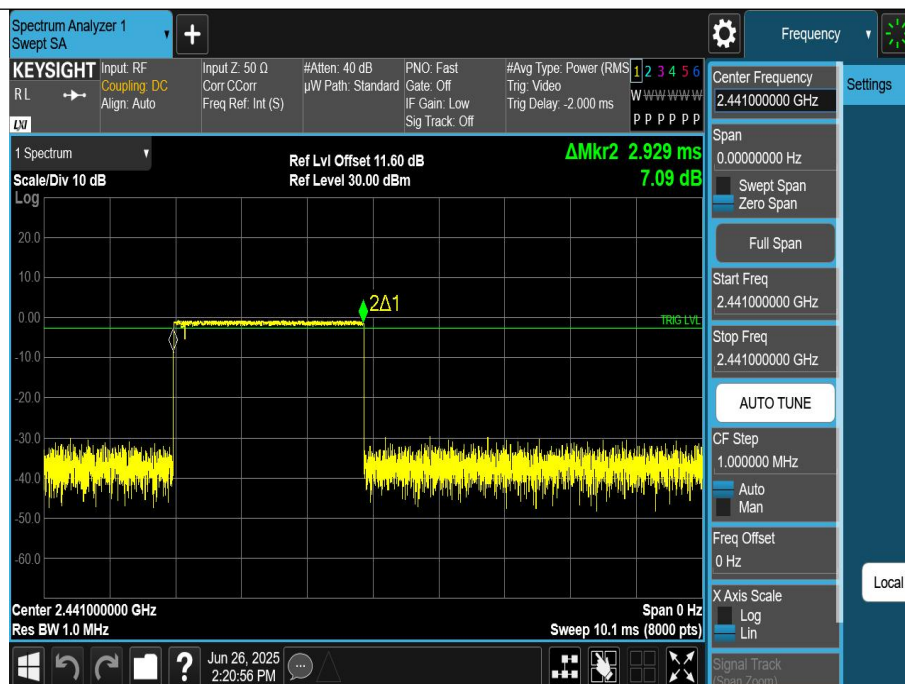 Spectrum Analyzer 1
Swept SA
+
Frequency
KEYSIGHT
RL
LXI
Input: RF
Coupling: DC
Align: Auto
Input Z: 50 Ω
Corr CCorr
Freq Ref: Int (S)
#Atten: 40 dB
µW Path: Standard
PNO: Fast
Gate: Off
IF Gain: Low
Sig Track: Off
#Avg Type: Power (RMS
Trig: Video
Trig Delay: -2.000 ms
1 2 3 4 5 6
W W W W W W
P P P P P P
1 Spectrum
Scale/Div 10 dB
Ref Lvl Offset 11.60 dB
Ref Level 30.00 dBm
ΔMkr2 2.929 ms
7.09 dB
Log
20.0
10.0
0.00
-10.0
-20.0
-30.0
-40.0
-50.0
-60.0
2Δ1
TRIG LVL
Center 2.441000000 GHz
Res BW 1.0 MHz
Span 0 Hz
Sweep 10.1 ms (8000 pts)
?
Jun 26, 2025
2:20:56 PM
Center Frequency
2.441000000 GHz
Settings
Span
0.00000000 Hz
Swept Span
Zero Span
Full Span
Start Freq
2.441000000 GHz
Stop Freq
2.441000000 GHz
AUTO TUNE
CF Step
1.000000 MHz
Auto
Man
Freq Offset
0 Hz
Local
X Axis Scale
Log
Lin
Signal Track
(Span Zoom)